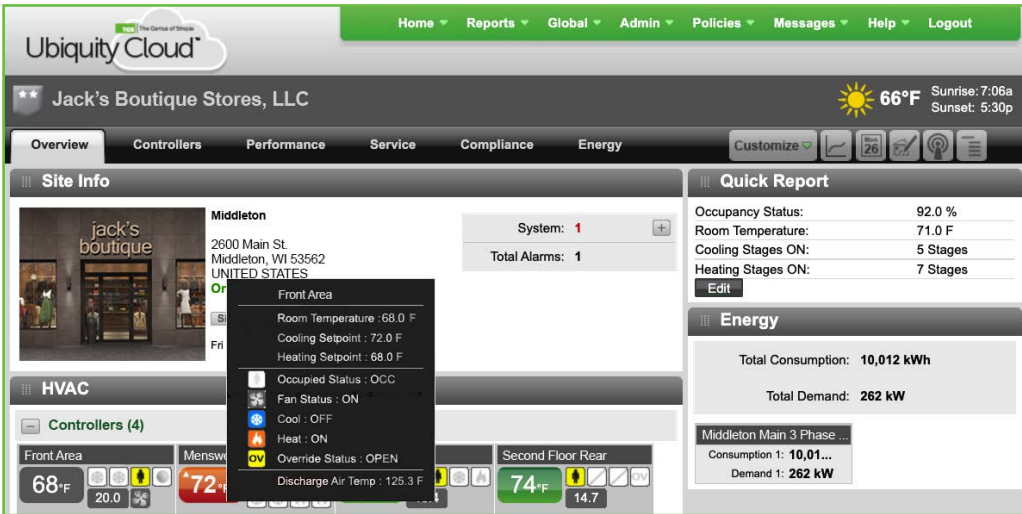 TCS The Genius of Simple
Ubiquity Cloud
Home Reports Global Admin Policies Messages Help Logout
Jack's Boutique Stores, LLC
66°F
Sunrise: 7:06a
Sunset: 5:30p
Overview Controllers Performance Service Compliance Energy
Customize
Mon
26
Site Info
jack's
boutique
Middleton
2600 Main St.
Middleton, WI 53562
UNITED STATES
Or
Si
Fri
System: 1 +
Total Alarms: 1
Quick Report
Occupancy Status: 92.0 %
Room Temperature: 71.0 F
Cooling Stages ON: 5 Stages
Heating Stages ON: 7 Stages
Edit
Front Area
Room Temperature : 68.0 F
Cooling Setpoint : 72.0 F
Heating Setpoint : 68.0 F
Occupied Status : OCC
Fan Status : ON
Cool : OFF
Heat : ON
OV Override Status : OPEN
Discharge Air Temp : 125.3 F
Energy
Total Consumption: 10,012 kWh
Total Demand: 262 kW
Middleton Main 3 Phase ...
Consumption 1: 10,01...
Demand 1: 262 kW
HVAC
Controllers (4)
Front Area
68°F
20.0
Mensw
72°F
Second Floor Rear
74°F
OV
14.7